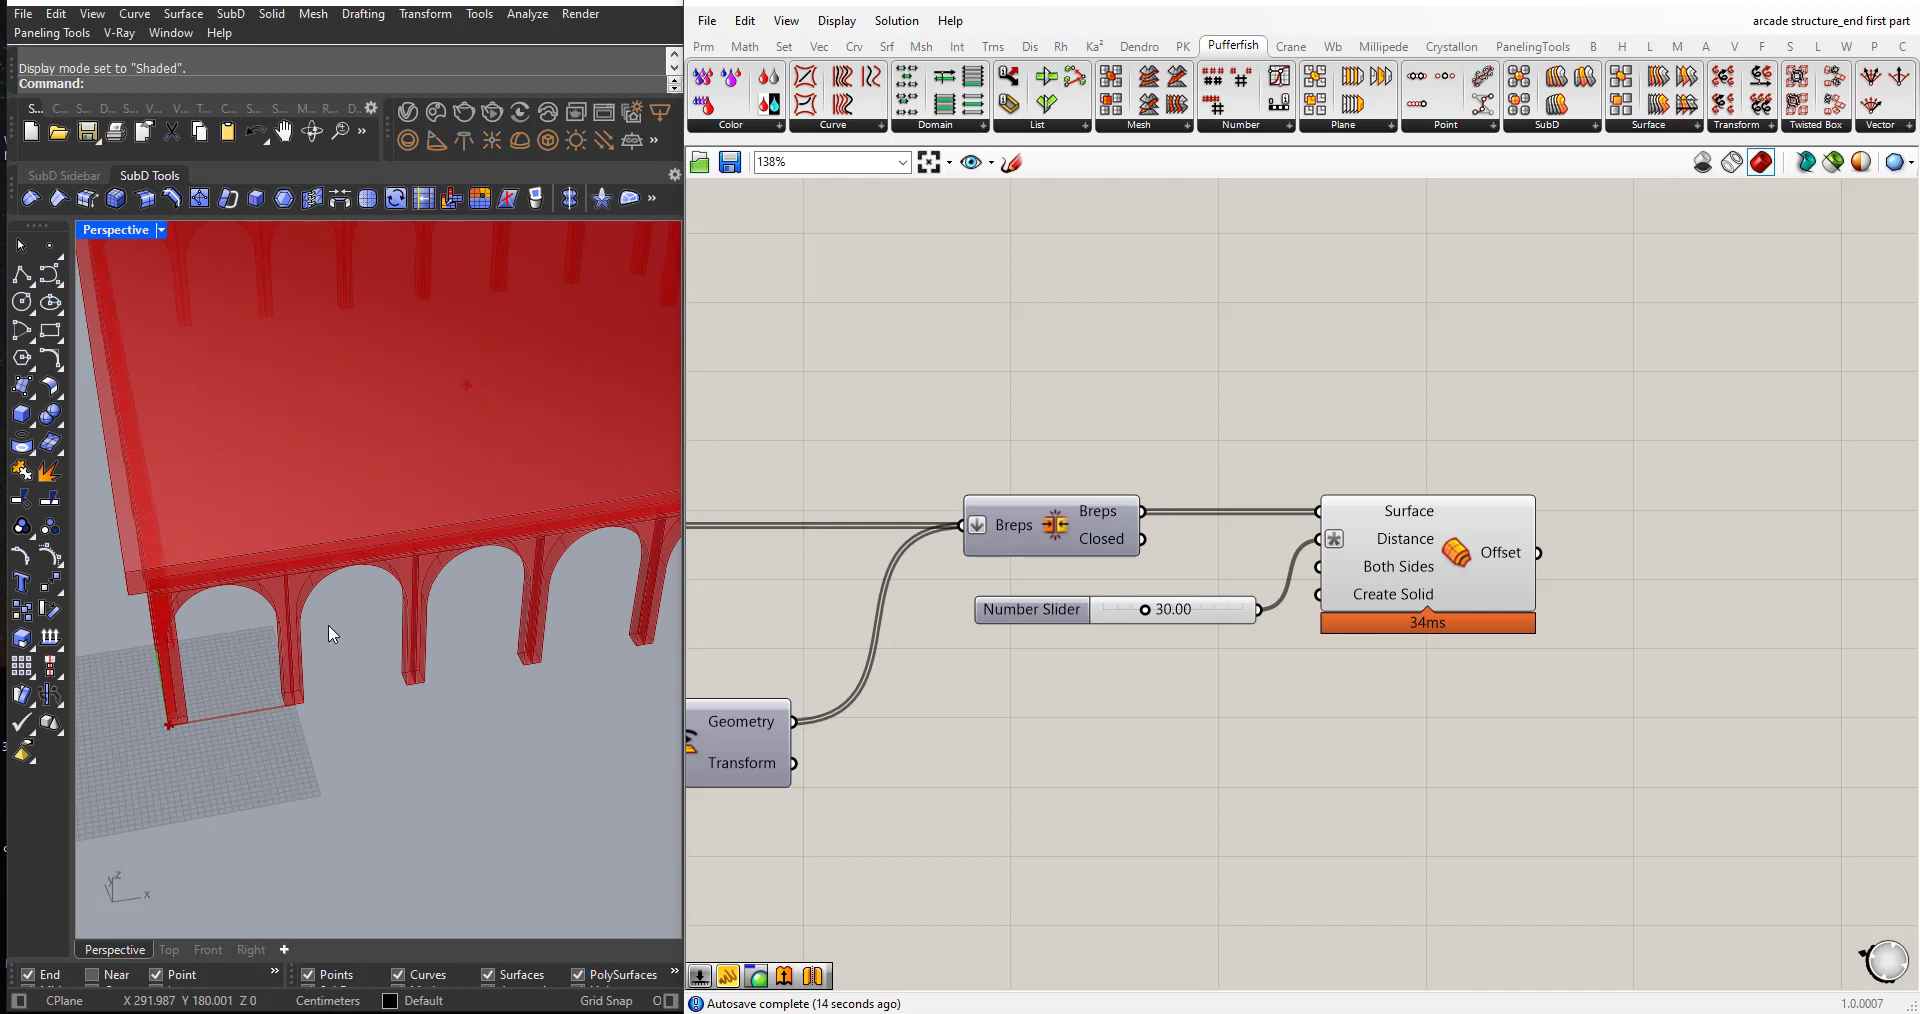 File Edit View Curve Surface SubD Solid Mesh Drafting Transform Tools Analyze Render
Paneling Tools V-Ray Window Help
Display mode set to "Shaded".
Command:
S... C... S... D... S... V... V... T... C... S... M... R... D..
SubD Sidebar SubD Tools
Perspective
z
y
x
Perspective Top Front Right
End Near Point Points Curves Surfaces PolySurfaces
CPlane X 291.987 Y 180.001 Z 0 Centimeters Default Grid Snap O
File Edit View Display Solution Help arcade structure_end first part
Prm Math Set Vec Crv Srf Msh Int Trns Dis Rh Ka² Dendro PK Pufferfish Crane Wb Millipede Crystallon PanelingTools B H L M A V F S L W P C
Color Curve Domain List Mesh Number Plane Point SubD Surface Transform Twisted Box Vector
138%
Breps Breps Closed
Number Slider 30.00
Surface
Distance
Both Sides
Create Solid
Offset
34ms
Geometry
Transform
Autosave complete (14 seconds ago) 1.0.0007